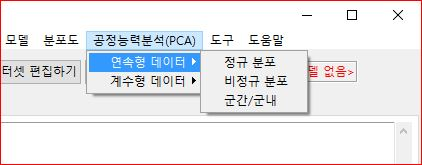 모델 분포도 공정능력분석(PCA) 도구 도움말
터셋 편집하기
연속형 데이터
계수형 데이터
정규 분포
비정규 분포
군간/군내
델 없음>